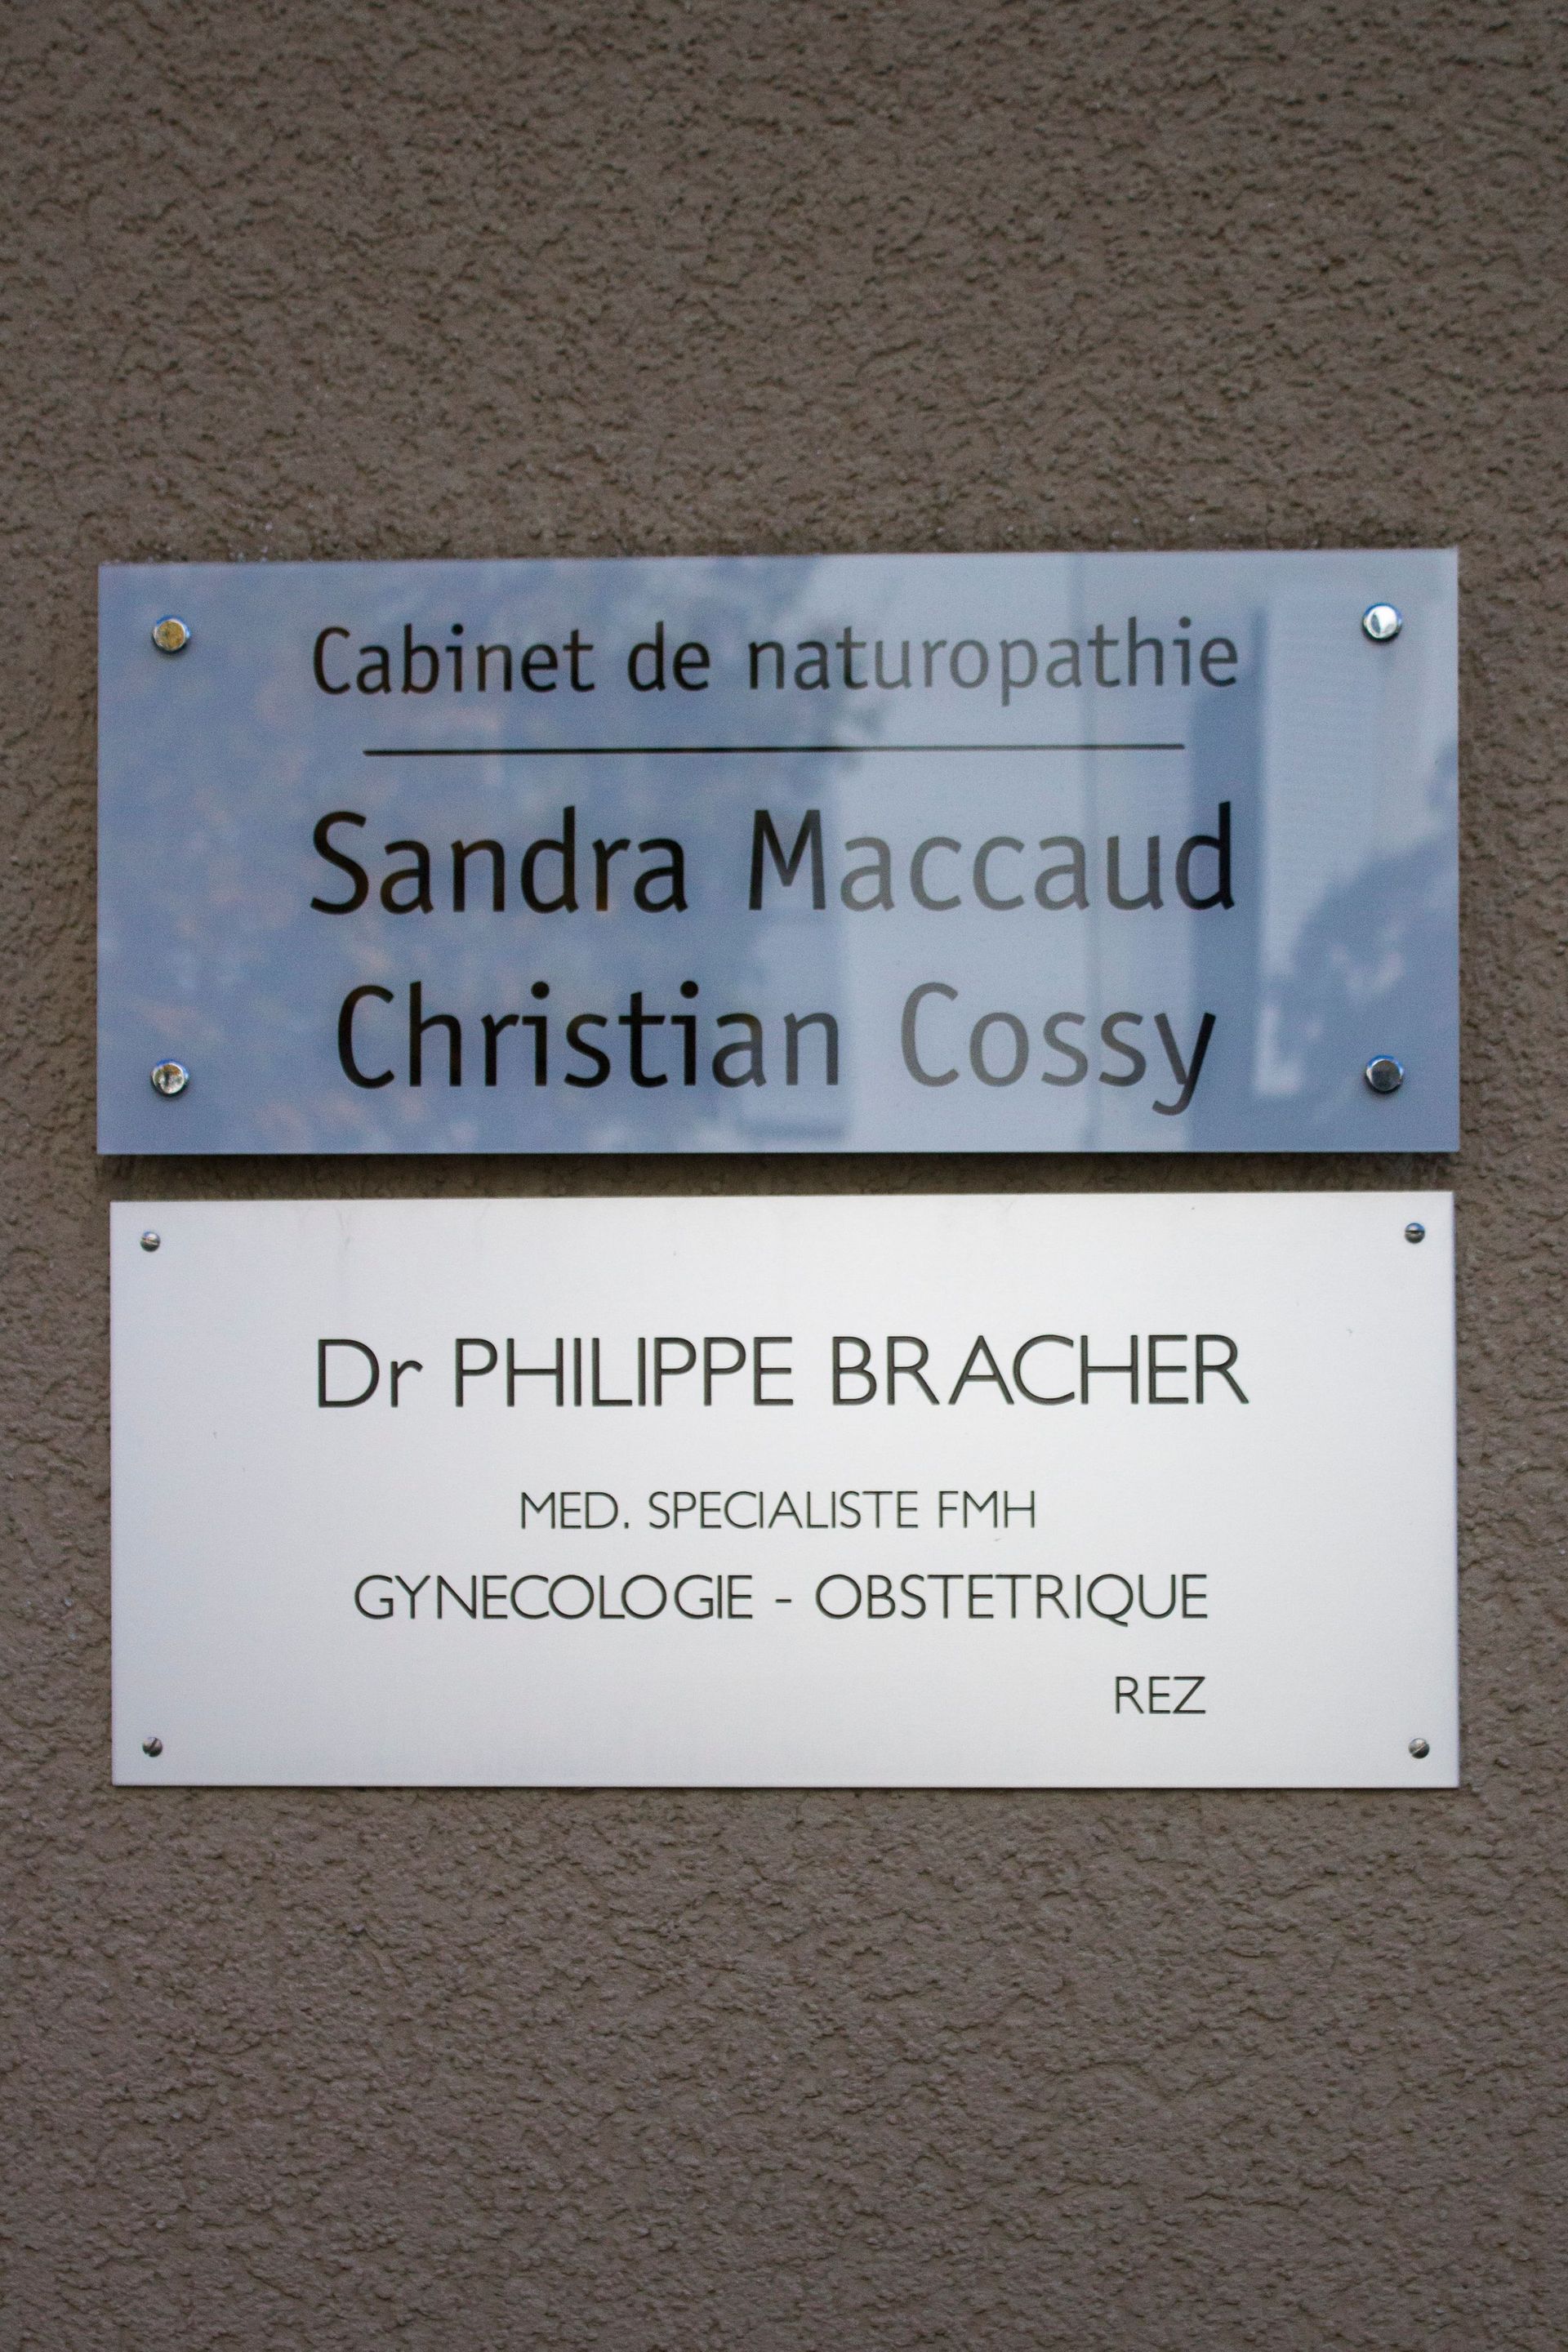 Cabinet de naturopathie
Sandra Maccaud
Christian Cossy
Dr PHILIPPE BRACHER
MED. SPECIALISTE FMH
GYNECOLOGIE - OBSTETRIQUE
REZ